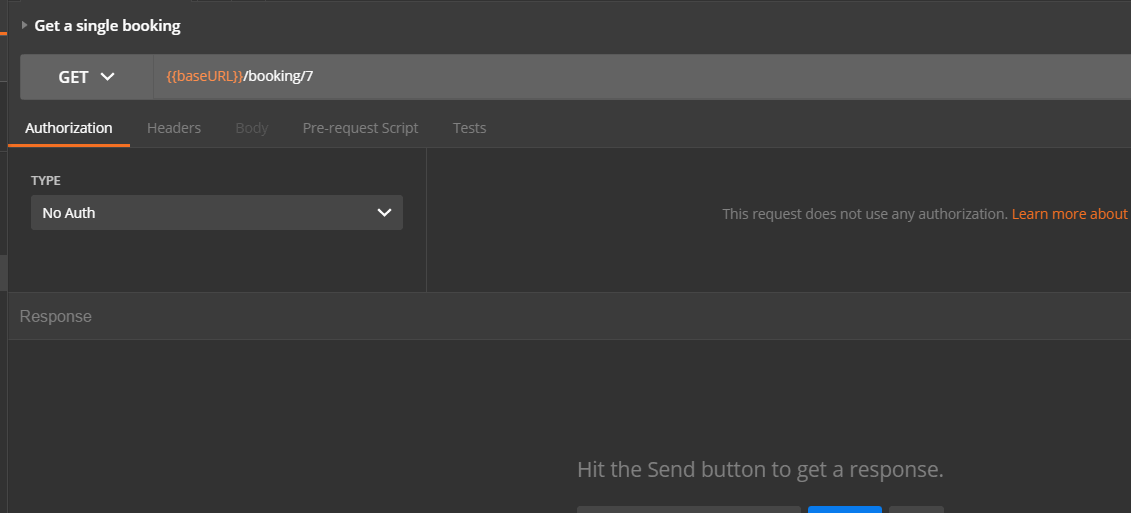 Get a single booking
GET {{baseURL}}/booking/7
Authorization Headers Body Pre-request Script Tests
TYPE
No Auth
This request does not use any authorization. Learn more about
Response
Hit the Send button to get a response.